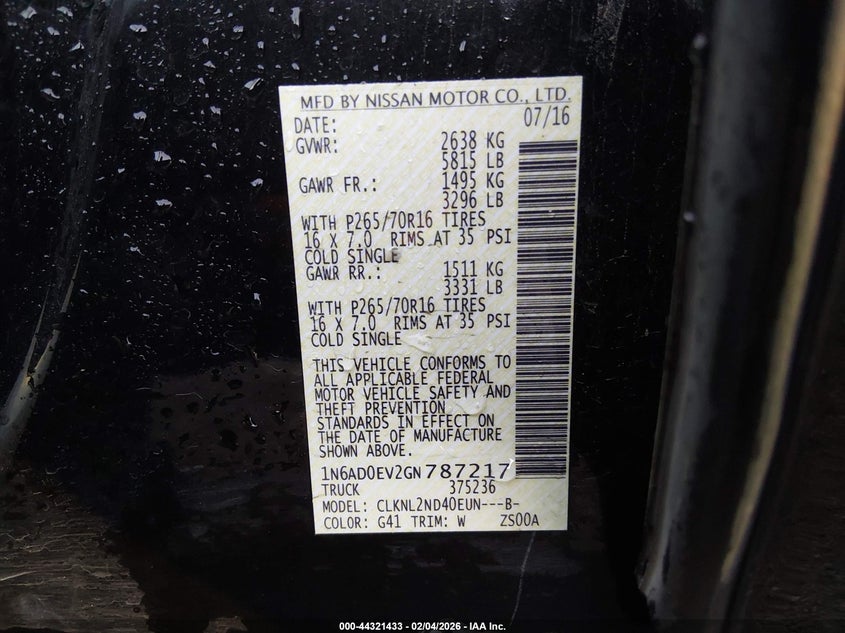 MFD BY NISSAN MOTOR CO., LTD.
DATE: 07/16
GVWR: 2638 KG
5815 LB
GAWR FR.: 1495 KG
3296 LB
WITH P265/70R16 TIRES
16 X 7.0 RIMS AT 35 PSI
COLD SINGLE
GAWR RR.: 1511 KG
3331 LB
WITH P265/70R16 TIRES
16 X 7.0 RIMS AT 35 PSI
COLD SINGLE
THIS VEHICLE CONFORMS TO
ALL APPLICABLE FEDERAL
MOTOR VEHICLE SAFETY AND
THEFT PREVENTION
STANDARDS IN EFFECT ON
THE DATE OF MANUFACTURE
SHOWN ABOVE.
1N6AD0EV2GN787217
TRUCK 375236
MODEL: CLKNL2ND40EUN---B-
COLOR: G41 TRIM: W ZS00A
000-44321433 - 02/04/2026 - IAA Inc.